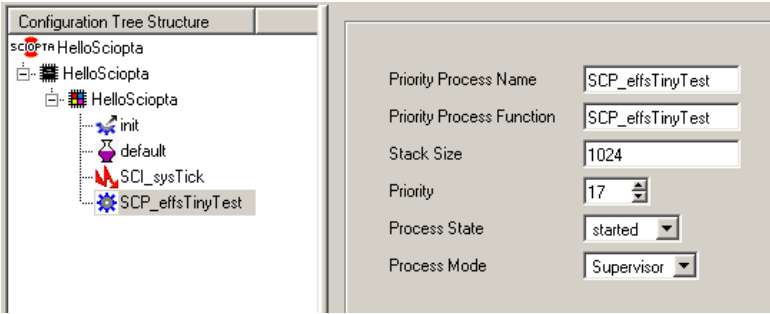 Configuration Tree Structure
SCIOPTA HelloSciopta
HelloSciopta
HelloSciopta
init
default
SCI_sysTick
SCP_effsTinyTest
Priority Process Name SCP_effsTinyTest
Priority Process Function SCP_effsTinyTest
Stack Size 1024
Priority 17
Process State started
Process Mode Supervisor